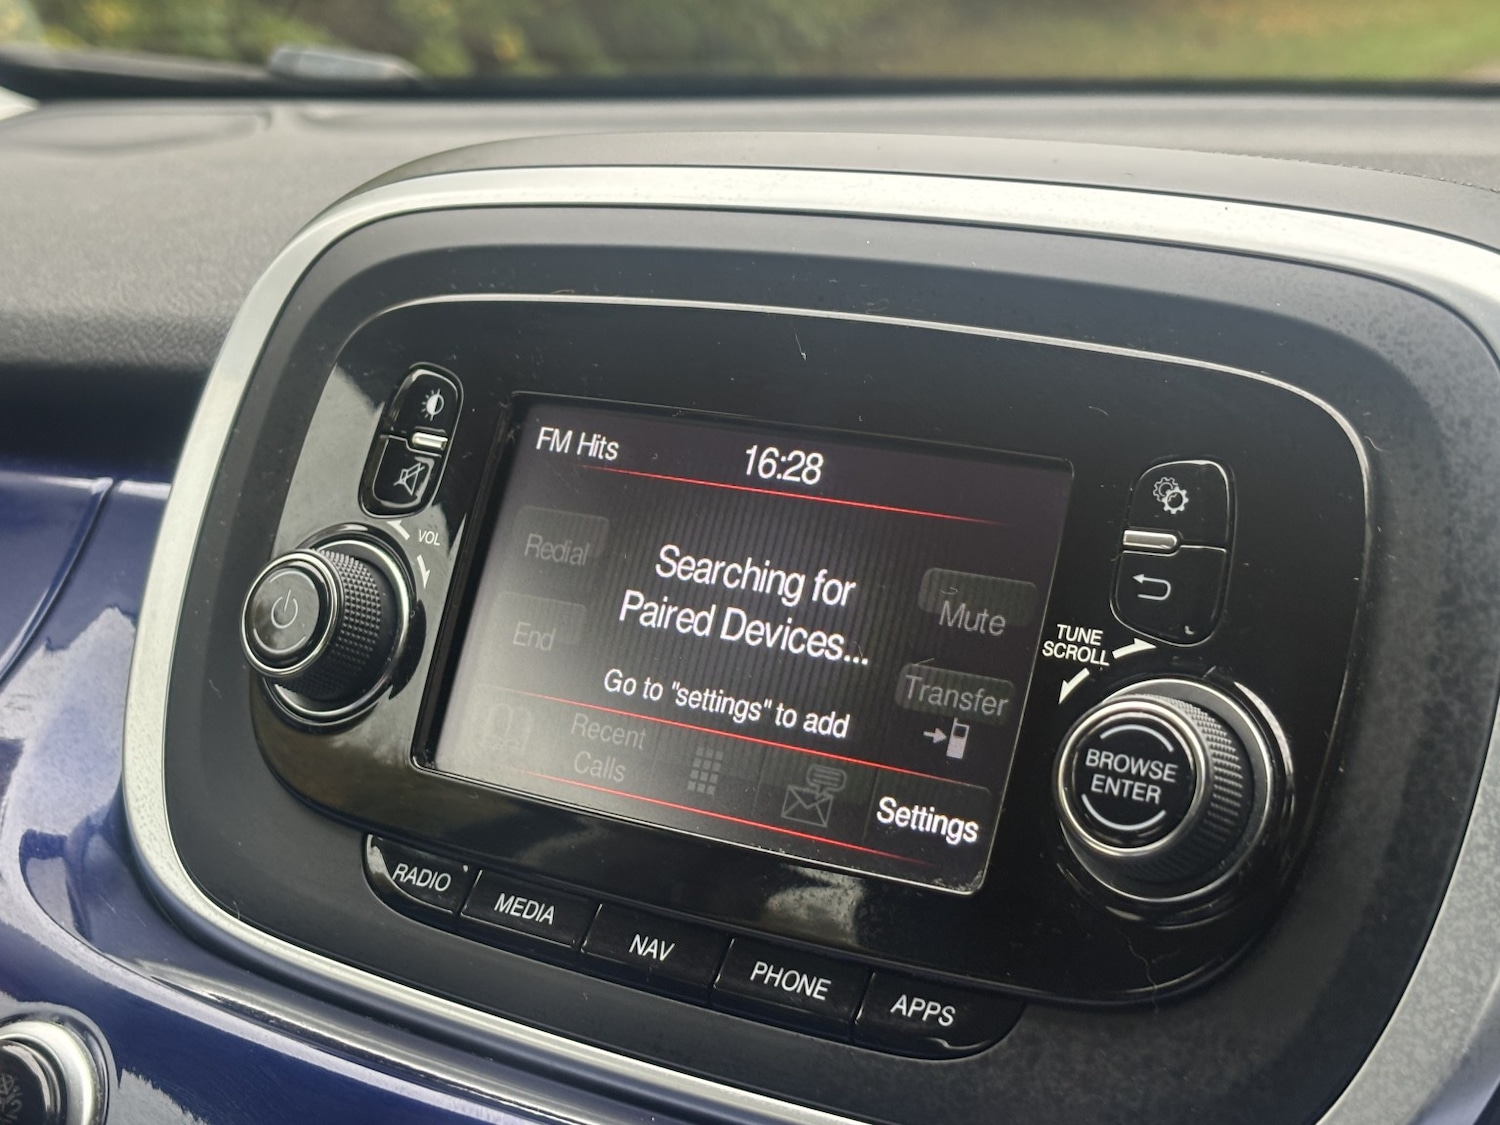 FM Hits
16:28
Redial
Searching for
Paired Devices...
Mute
End
Go to "settings" to add
Transfer
Recent
Calls
Settings
VOL
TUNE
SCROLL
BROWSE
ENTER
RADIO
MEDIA
NAV
PHONE
APPS